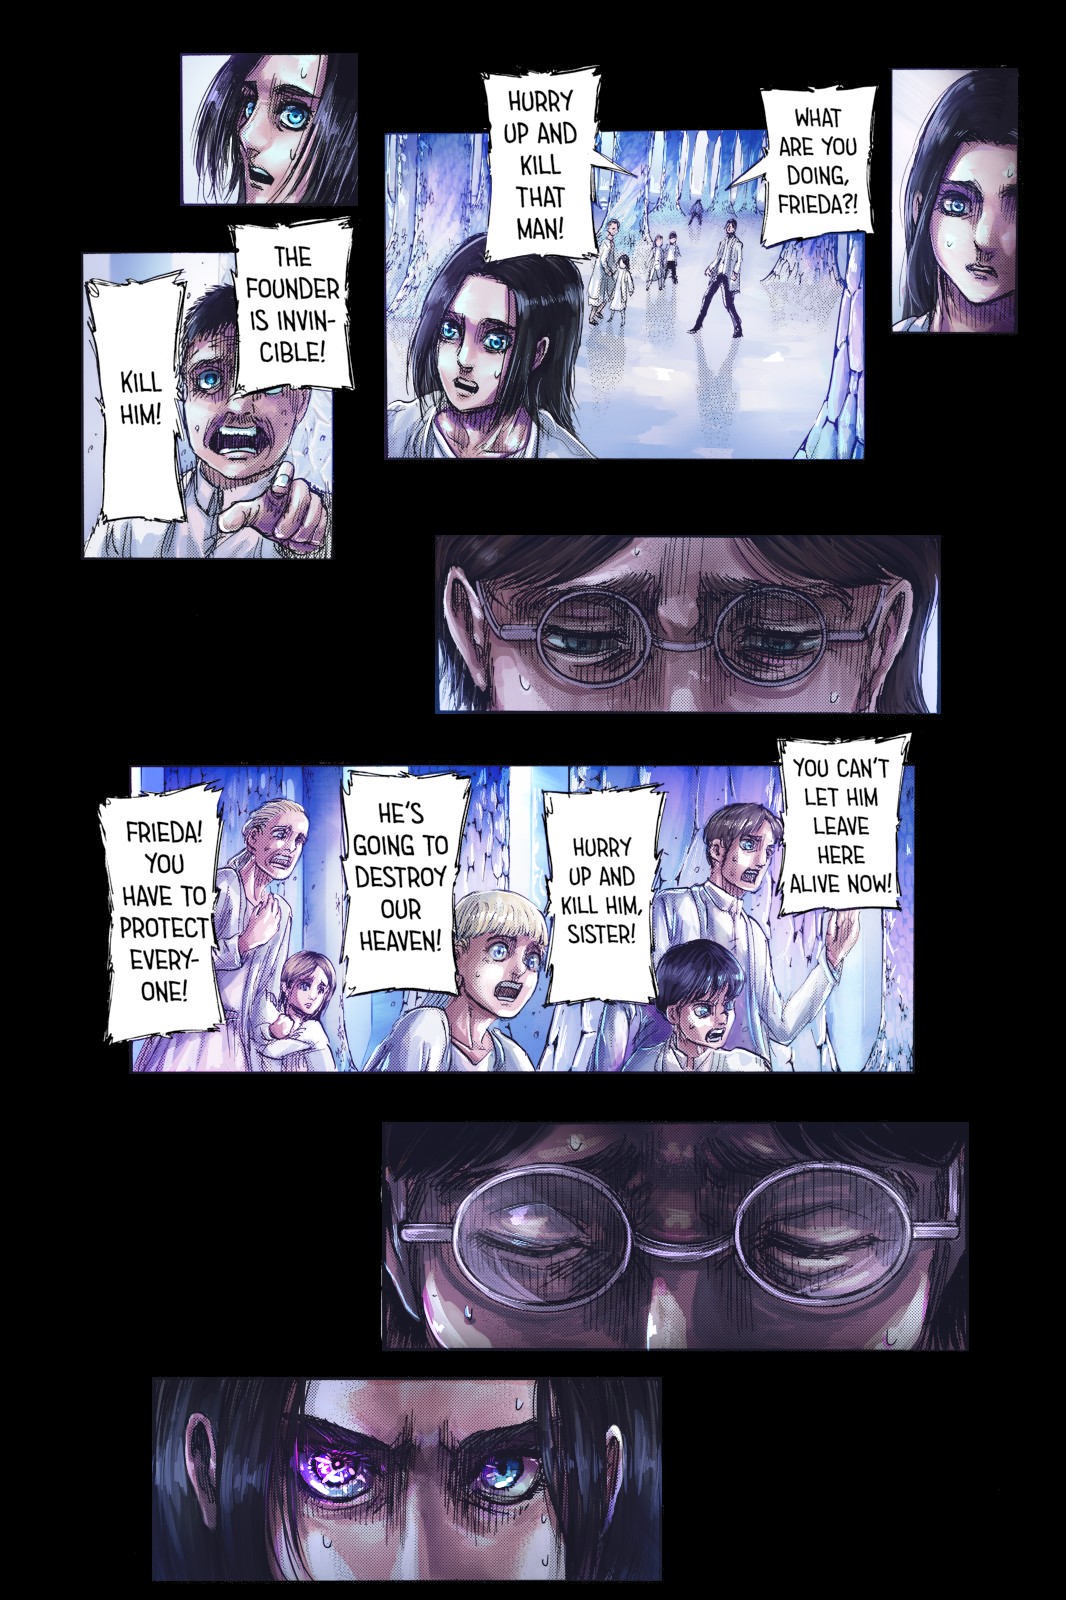 WHAT
ARE YOU
DOING,
FRIEDA?!
HURRY
UP AND
KILL
THAT
MAN!
THE
FOUNDER
IS INVIN-
CIBLE!
KILL
HIM!
YOU CAN'T
LET HIM
LEAVE
HERE
ALIVE NOW!
HURRY
UP AND
KILL HIM,
SISTER!
HE'S
GOING TO
DESTROY
OUR
HEAVEN!
FRIEDA!
YOU
HAVE TO
PROTECT
EVERY-
ONE!